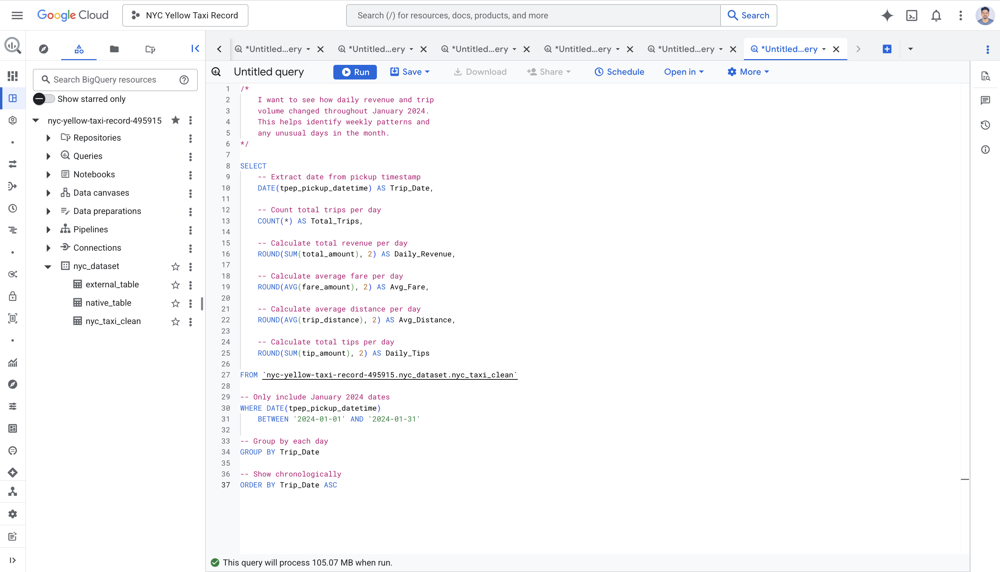 Google Cloud
NYC Yellow Taxi Record
Search (/) for resources, docs, products, and more
Search
*Untitled...ery
*Untitled...ery
*Untitled...ery
*Untitled...ery
*Untitled...ery
*Untitled...ery
Search BigQuery resources
Show starred only
nyc-yellow-taxi-record-495915
Repositories
Queries
Notebooks
Data canvases
Data preparations
Pipelines
Connections
nyc_dataset
external_table
native_table
nyc_taxi_clean
Untitled query
Run
Save
Download
Share
Schedule
Open in
More
1 /*
2 I want to see how daily revenue and trip
3 volume changed throughout January 2024.
4 This helps identify weekly patterns and
5 any unusual days in the month.
6 */
7
8 SELECT
9 -- Extract date from pickup timestamp
10 DATE(tpep_pickup_datetime) AS Trip_Date,
11
12 -- Count total trips per day
13 COUNT(*) AS Total_Trips,
14
15 -- Calculate total revenue per day
16 ROUND(SUM(total_amount), 2) AS Daily_Revenue,
17
18 -- Calculate average fare per day
19 ROUND(AVG(fare_amount), 2) AS Avg_Fare,
20
21 -- Calculate average distance per day
22 ROUND(AVG(trip_distance), 2) AS Avg_Distance,
23
24 -- Calculate total tips per day
25 ROUND(SUM(tip_amount), 2) AS Daily_Tips
26
27 FROM `nyc-yellow-taxi-record-495915.nyc_dataset.nyc_taxi_clean`
28
29 -- Only include January 2024 dates
30 WHERE DATE(tpep_pickup_datetime)
31 BETWEEN '2024-01-01' AND '2024-01-31'
32
33 -- Group by each day
34 GROUP BY Trip_Date
35
36 -- Show chronologically
37 ORDER BY Trip_Date ASC
This query will process 105.07 MB when run.